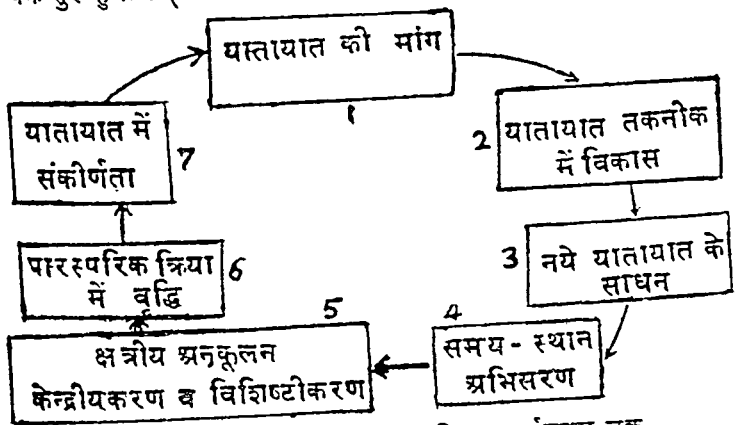 यातायात की मांग
1
2 यातायात तकनीक
में विकास
3 नये यातायात के
साधन
4
समय - स्थान
अभिसरण
5
क्षत्रीय अनुकूलन
केन्द्रीयकरण व विशिष्टीकरण
पारस्परिक क्रिया 6
में वृद्धि
यातायात में
संकीर्णता 7